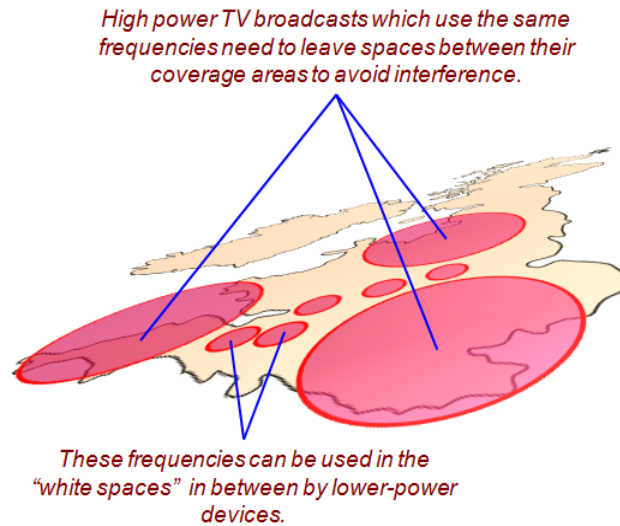 High power TV broadcasts which use the same
frequencies need to leave spaces between their
coverage areas to avoid interference.
These frequencies can be used in the
“white spaces” in between by lower-power
devices.